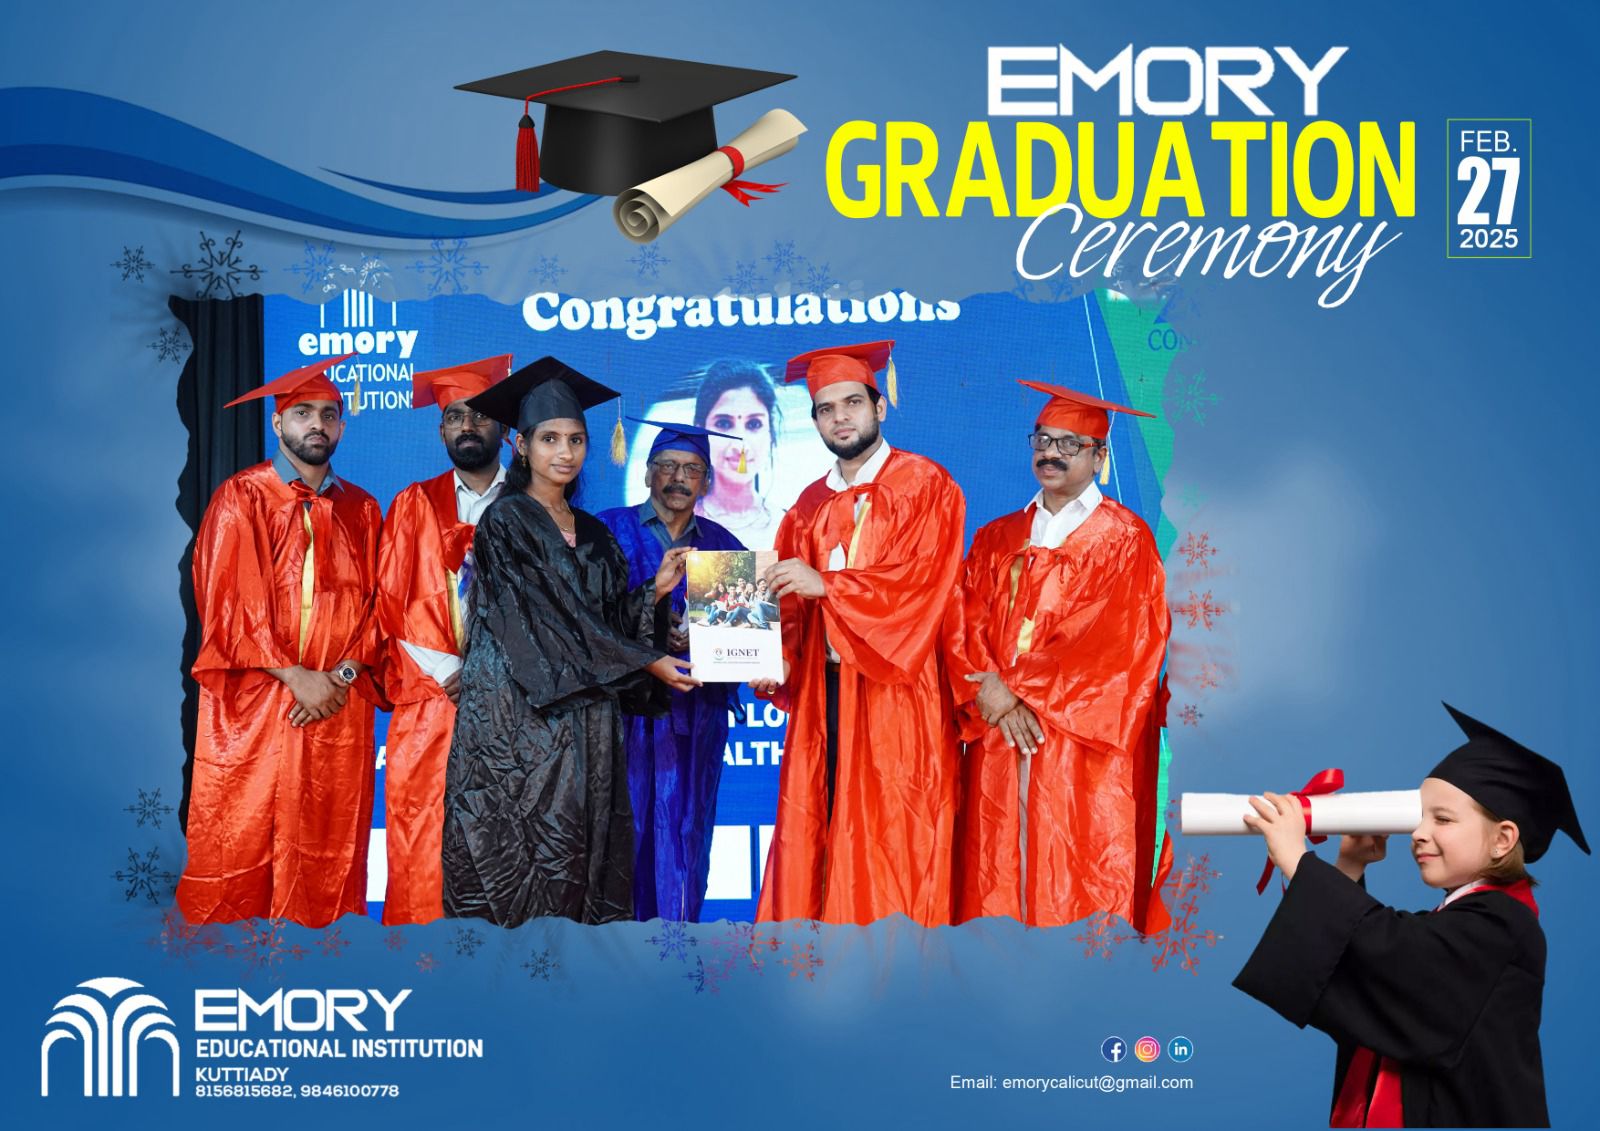 EMORY
GRADUATION
Ceremony
FEB.
27
2025
Congratulations
emory
EDUCATIONAL
INSTITUTIONS
IGNET
EMORY
EDUCATIONAL INSTITUTION
KUTTIADY
8156815682, 9846100778
Email: emorycalicut@gmail.com